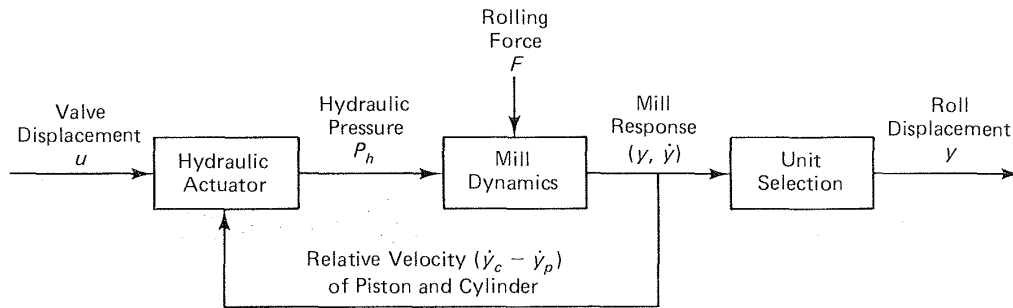 Rolling
Force
F
Valve
Displacement
u
Hydraulic
Actuator
Hydraulic
Pressure
P_h
Mill
Dynamics
Mill
Response
(y, ẏ)
Unit
Selection
Roll
Displacement
y
Relative Velocity (ẏ_c − ẏ_p)
of Piston and Cylinder